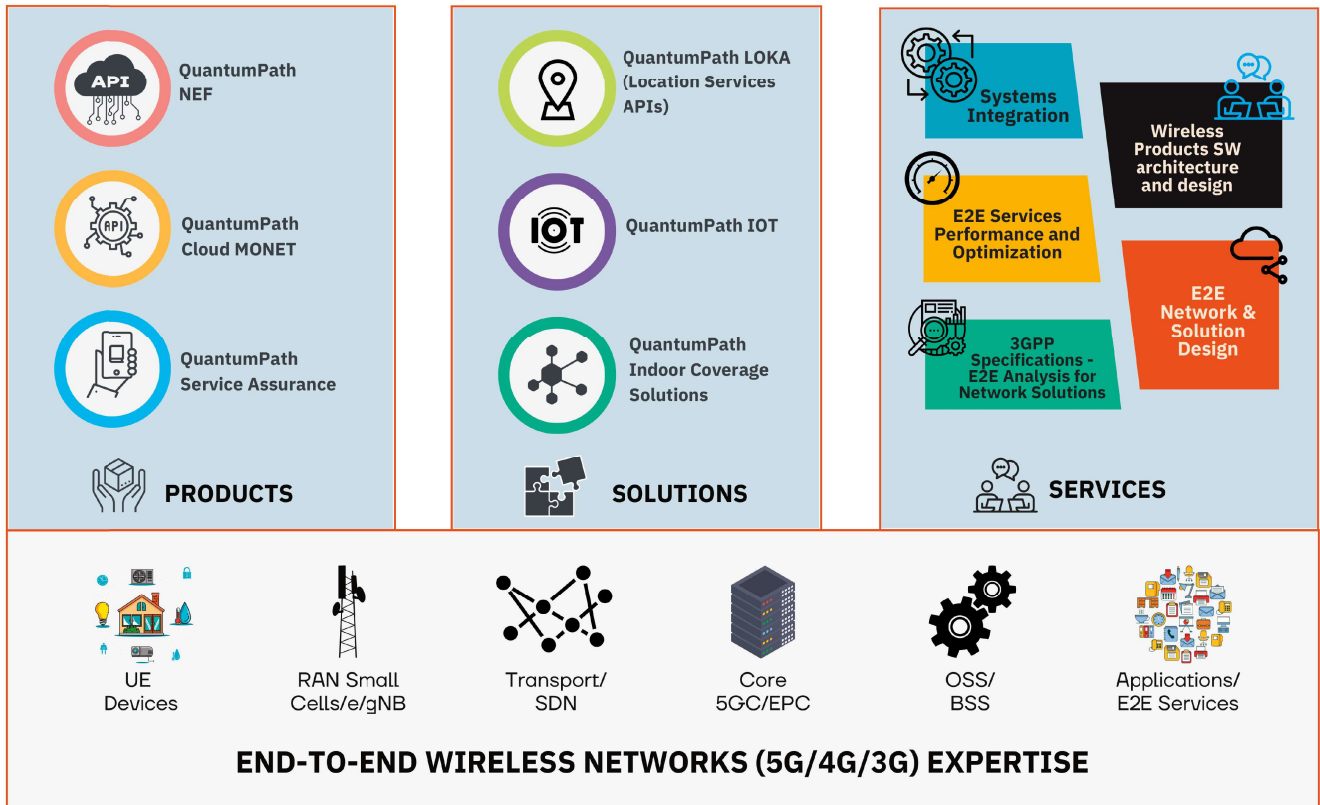 API
QuantumPath
NEF
API
QuantumPath
Cloud MONET
QuantumPath
Service Assurance
PRODUCTS
QuantumPath LOKA
(Location Services
APIs)
IOT
QuantumPath IOT
QuantumPath
Indoor Coverage
Solutions
SOLUTIONS
Systems
Integration
Wireless
Products SW
architecture
and design
E2E Services
Performance and
Optimization
E2E
Network &
Solution
Design
3GPP
Specifications -
E2E Analysis for
Network Solutions
SERVICES
UE
Devices
RAN Small
Cells/e/gNB
Transport/
SDN
Core
5GC/EPC
OSS/
BSS
Applications/
E2E Services
END-TO-END WIRELESS NETWORKS (5G/4G/3G) EXPERTISE